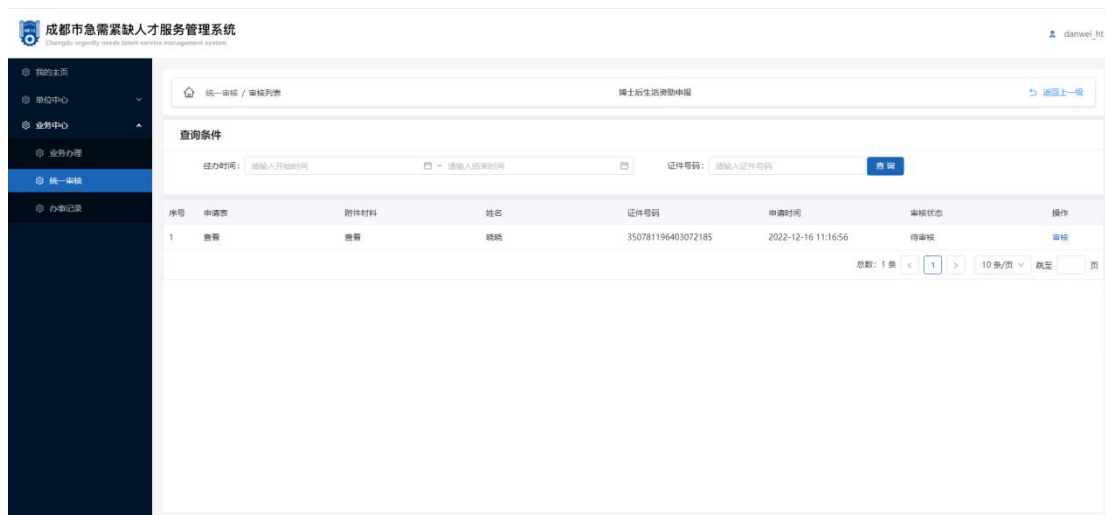 成都市急需紧缺人才服务管理系统
Chengdu urgently needs talent service management system
danwei_ht
我的主页
单位中心
业务中心
业务办理
统一审核
办事记录
统一审核 / 审核列表
博士后生活资助申报
返回上一级
查询条件
经办时间: 请输入开始时间 ~ 请输入结束时间 证件号码: 请输入证件号码 查 询
序号 申请表 附件材料 姓名 证件号码 申请时间 审核状态 操作
1 查看 查看 晓晓 350781196403072185 2022-12-16 11:16:56 待审核 审核
总数: 1 条 < 1 > 10 条/页 跳至 页